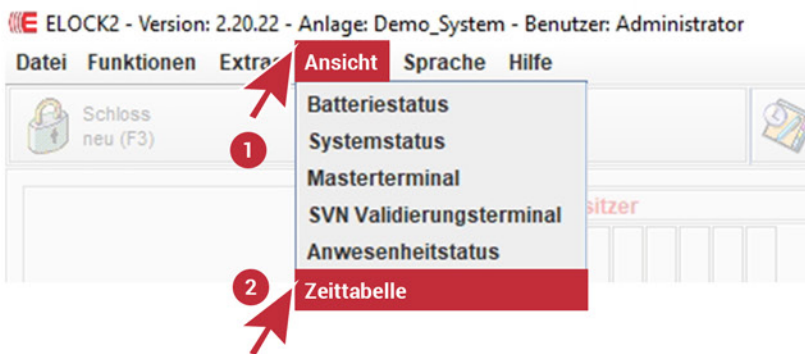 ELOCK2 - Version: 2.20.22 - Anlage: Demo_System - Benutzer: Administrator
Datei Funktionen Extras Ansicht Sprache Hilfe
Schloss
neu (F3)
1
Batteriestatus
Systemstatus
Masterterminal
SVN Validierungsterminal
sitzer
Anwesenheitstatus
2
Zeittabelle